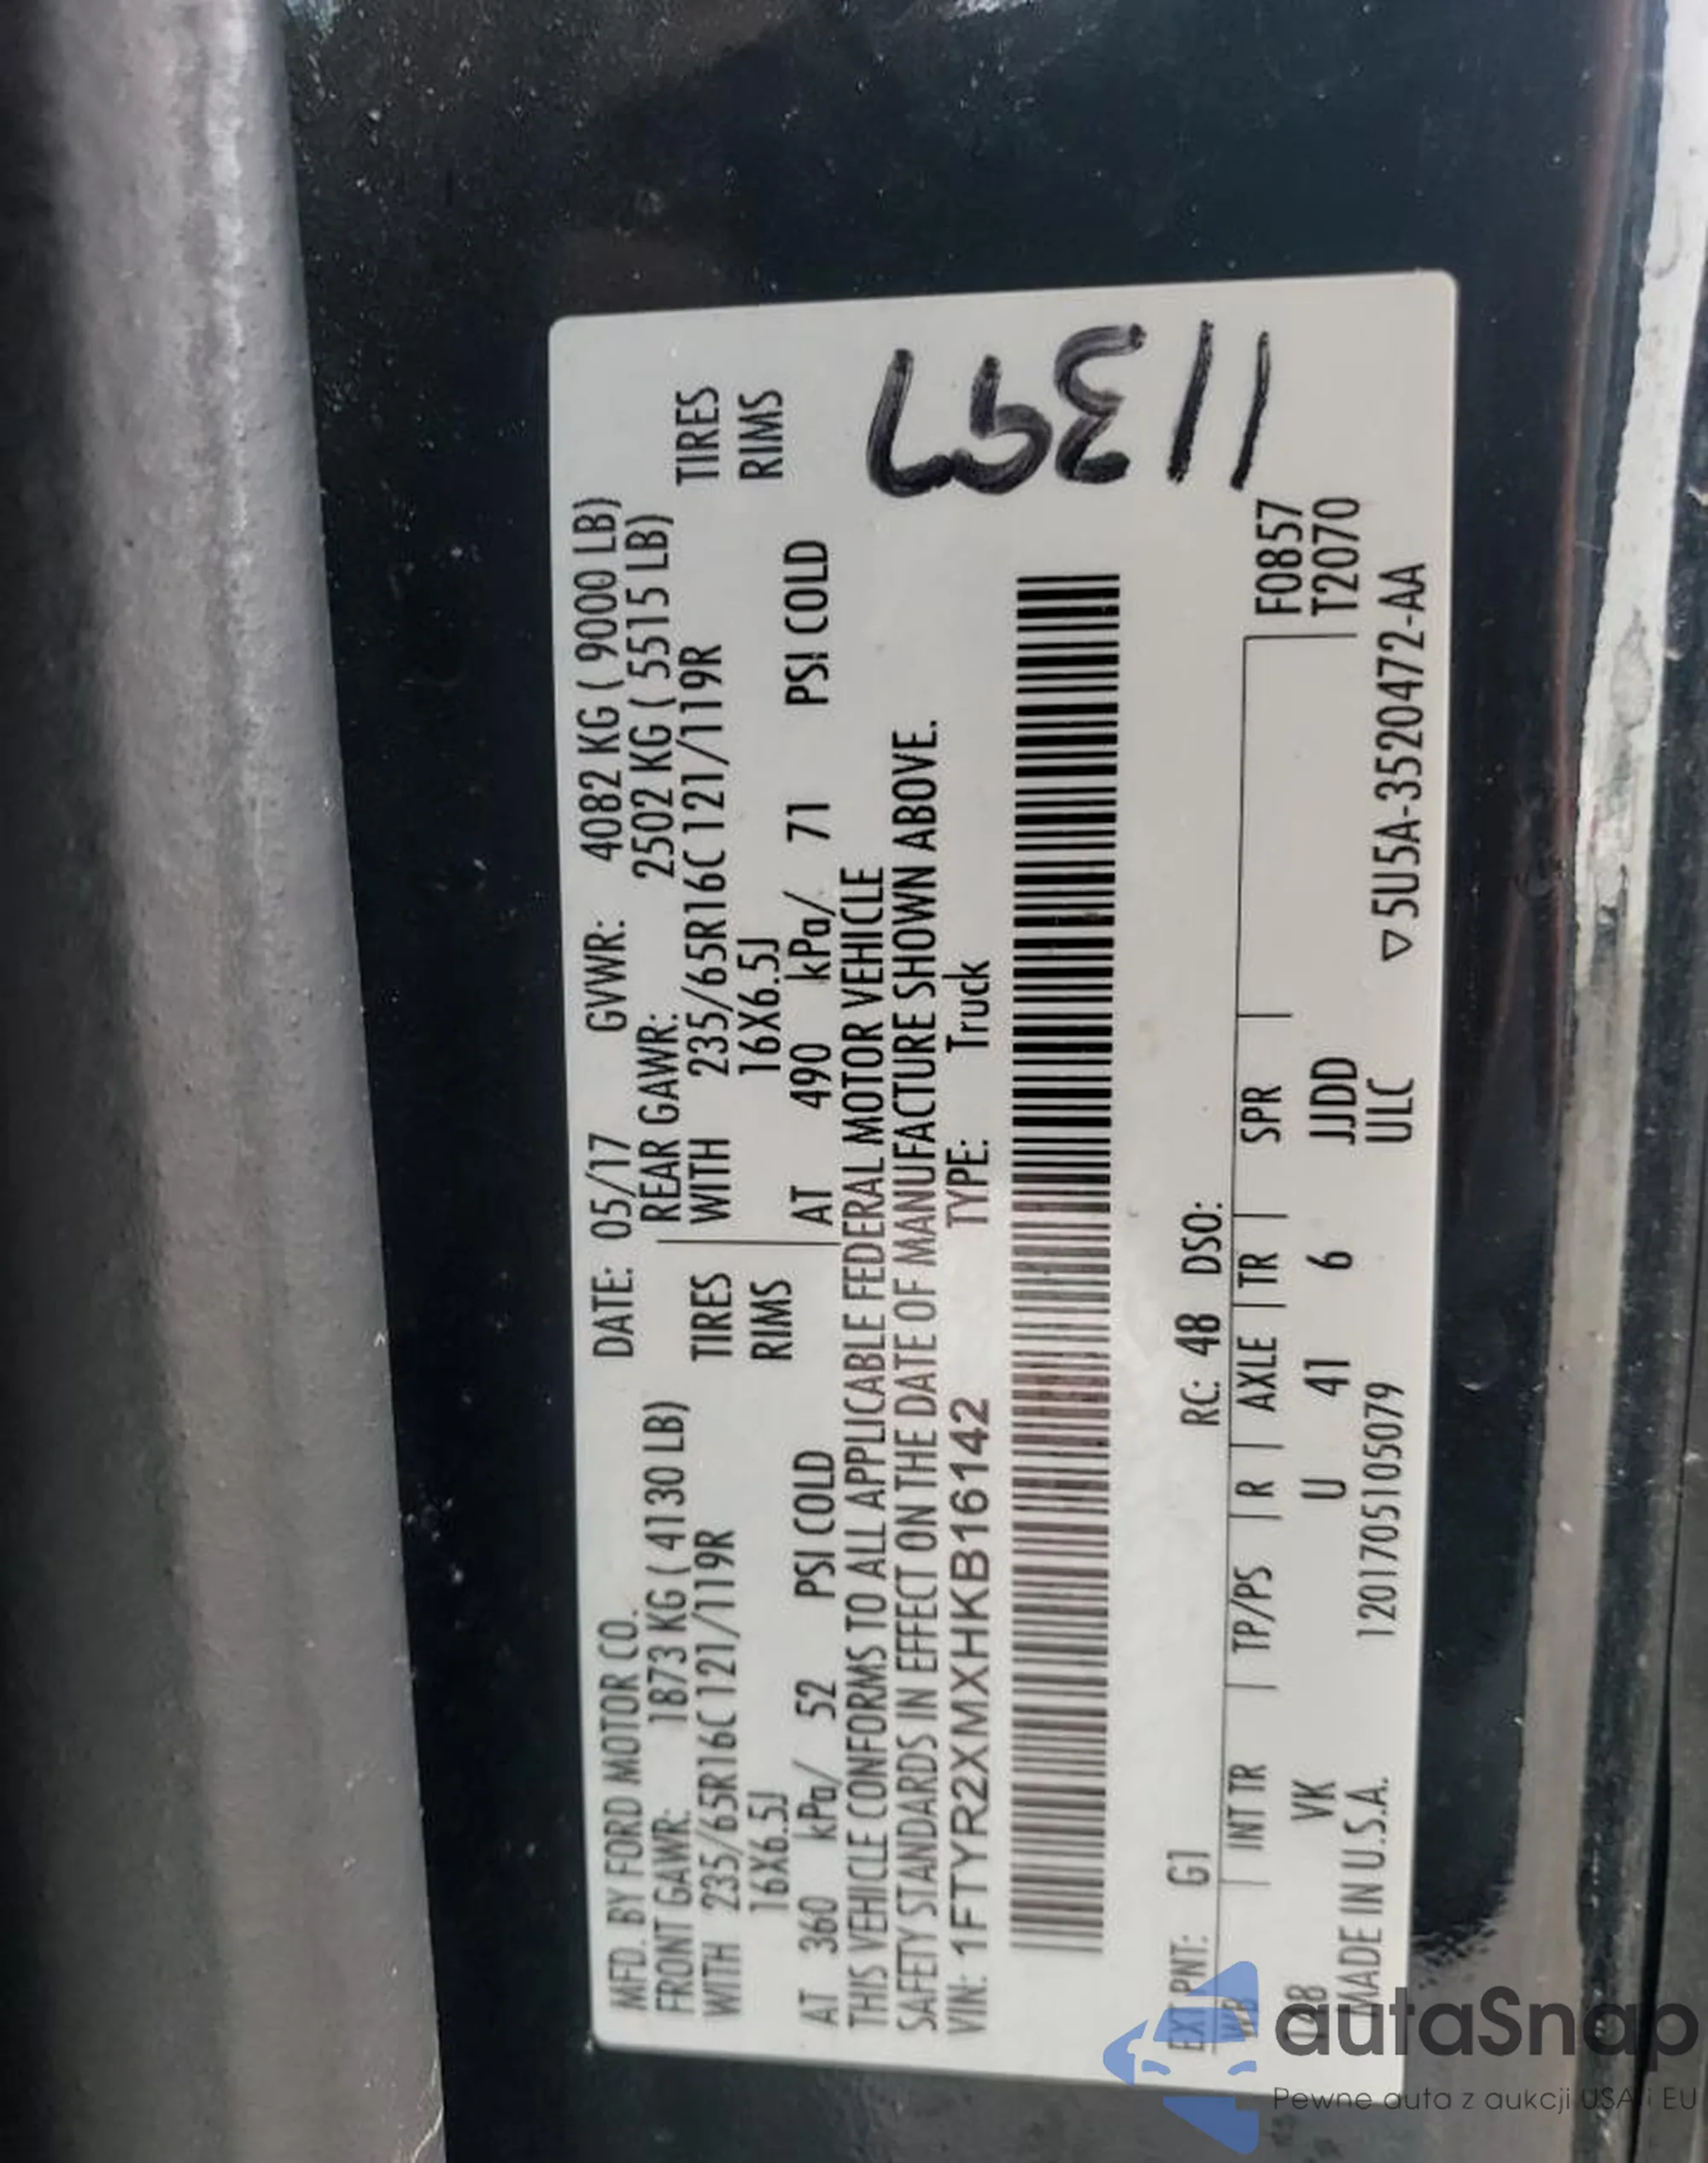 MFD. BY FORD MOTOR CO. DATE: 05/17 GVWR: 4082 KG ( 9000 LB)
FRONT GAWR: 1873 KG ( 4130 LB) REAR GAWR: 2502 KG ( 5515 LB)
WITH 235/65R16C 121/119R TIRES WITH 235/65R16C 121/119R TIRES
16X6.5J RIMS 16X6.5J RIMS
AT 360 kPa/ 52 PSI COLD AT 490 kPa/ 71 PSI COLD
THIS VEHICLE CONFORMS TO ALL APPLICABLE FEDERAL MOTOR VEHICLE
SAFETY STANDARDS IN EFFECT ON THE DATE OF MANUFACTURE SHOWN ABOVE.
VIN: 1FTYR2XMXHKB16142 TYPE: Truck
EXT PNT: G1 RC: 48 DSO:
WB INT TR TP/PS R AXLE TR SPR
F0857
148 VK U 41 6 JJDD T2070
MADE IN U.S.A. 1201705105079 ULC ▽5U5A-3520472-AA
autaSnap
Pewne auta z aukcji USA i EU